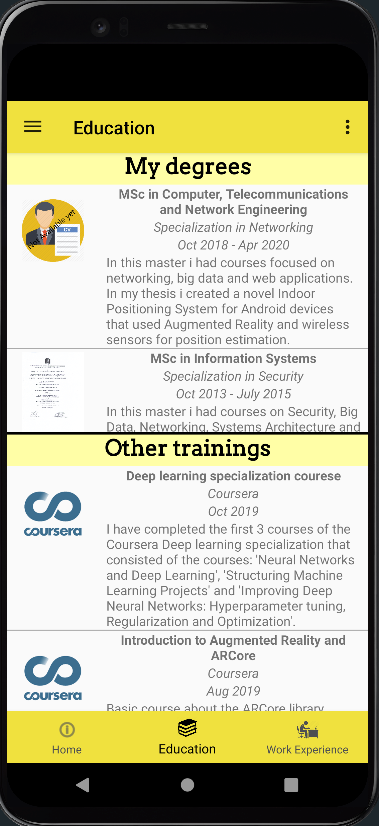 Education
My degrees
MSc in Computer, Telecommunications
and Network Engineering
Specialization in Networking
Oct 2018 - Apr 2020
Not available yet
CV
In this master i had courses focused on
networking, big data and web applications.
In my thesis i created a novel Indoor
Positioning System for Android devices
that used Augmented Reality and wireless
sensors for position estimation.
MSc in Information Systems
Specialization in Security
Oct 2013 - July 2015
In this master i had courses on Security, Big
Data, Networking, Systems Architecture and
Other trainings
Deep learning specialization courese
Coursera
Oct 2019
coursera
I have completed the first 3 courses of the
Coursera Deep learning specialization that
consisted of the courses: 'Neural Networks
and Deep Learning', 'Structuring Machine
Learning Projects' and 'Improving Deep
Neural Networks: Hyperparameter tuning,
Regularization and Optimization'.
Introduction to Augmented Reality and
ARCore
Coursera
Aug 2019
coursera
Basic course about the ARCore library
Home
Education
Work Experience